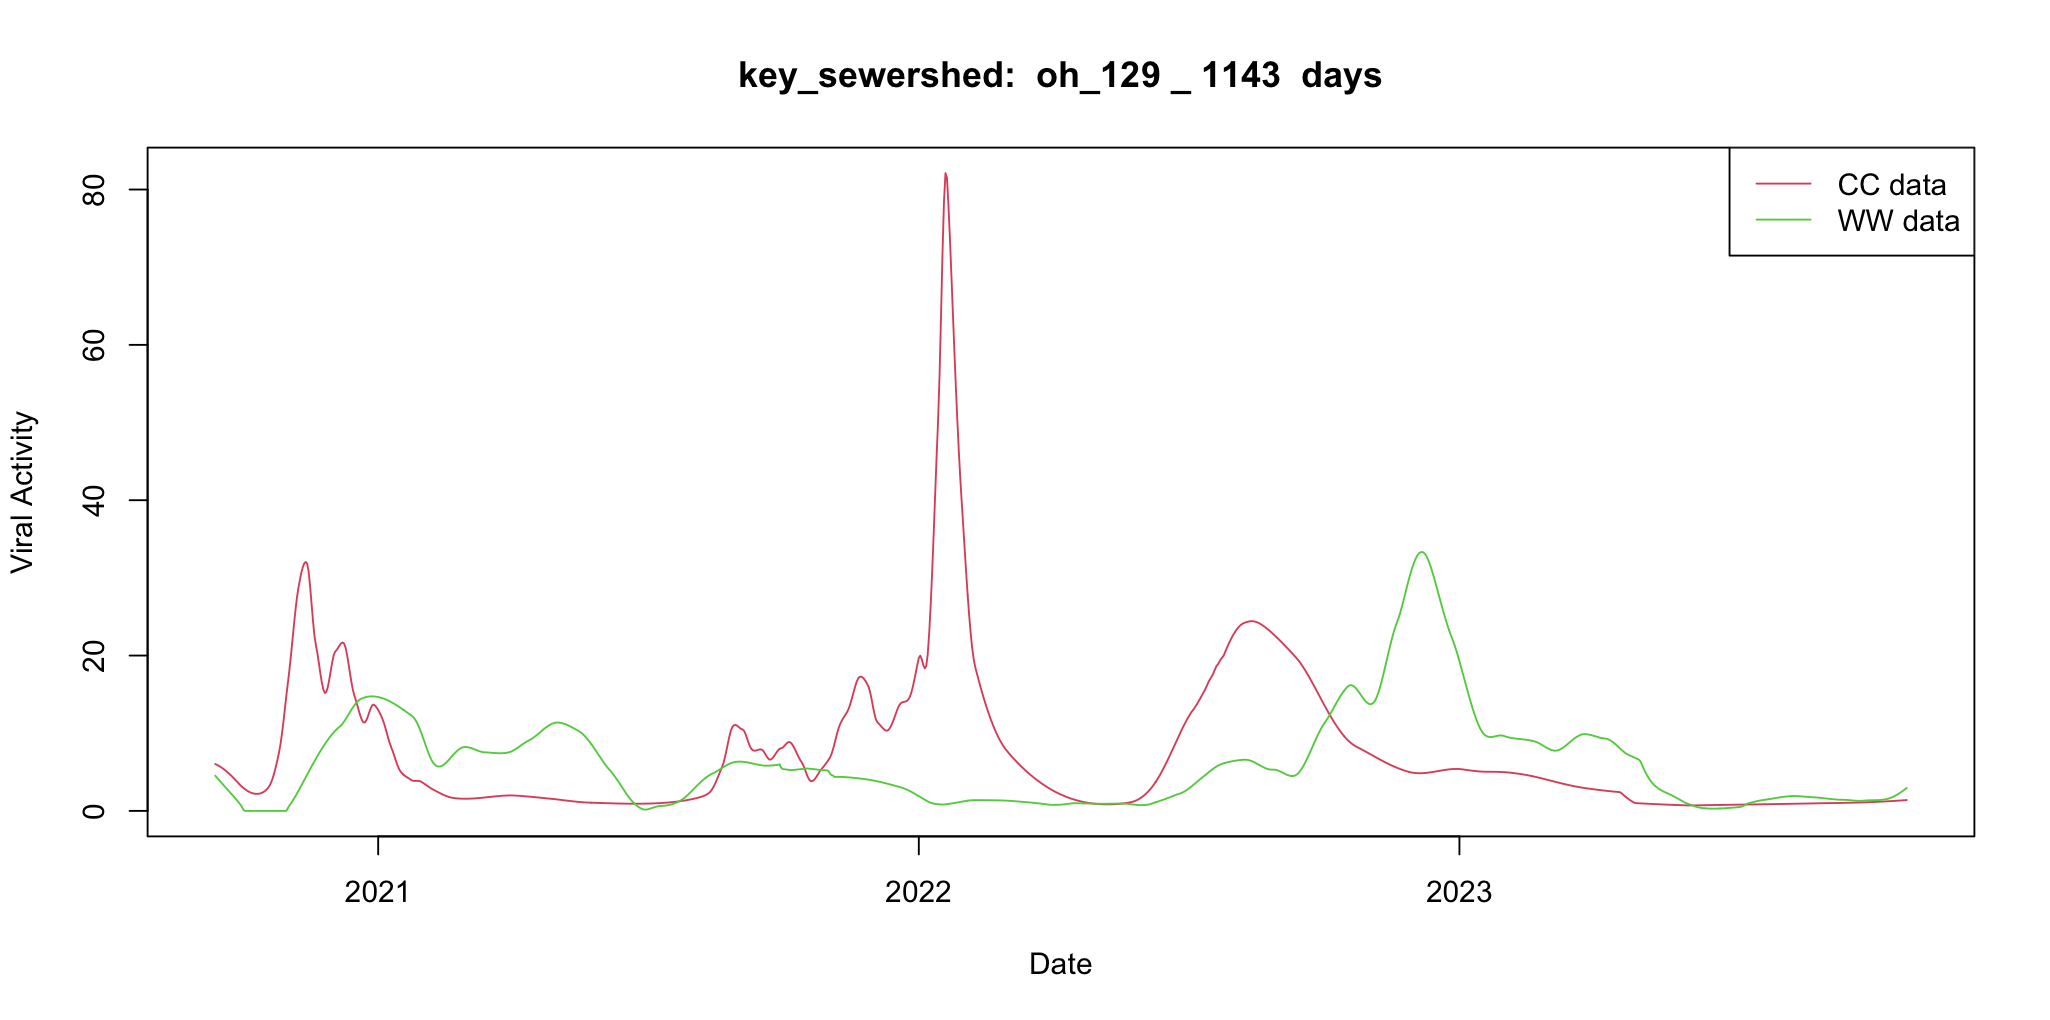 key_sewershed: oh_129 _ 1143 days
CC data
WW data
Viral Activity
80
60
40
20
0
2021 2022 2023
Date